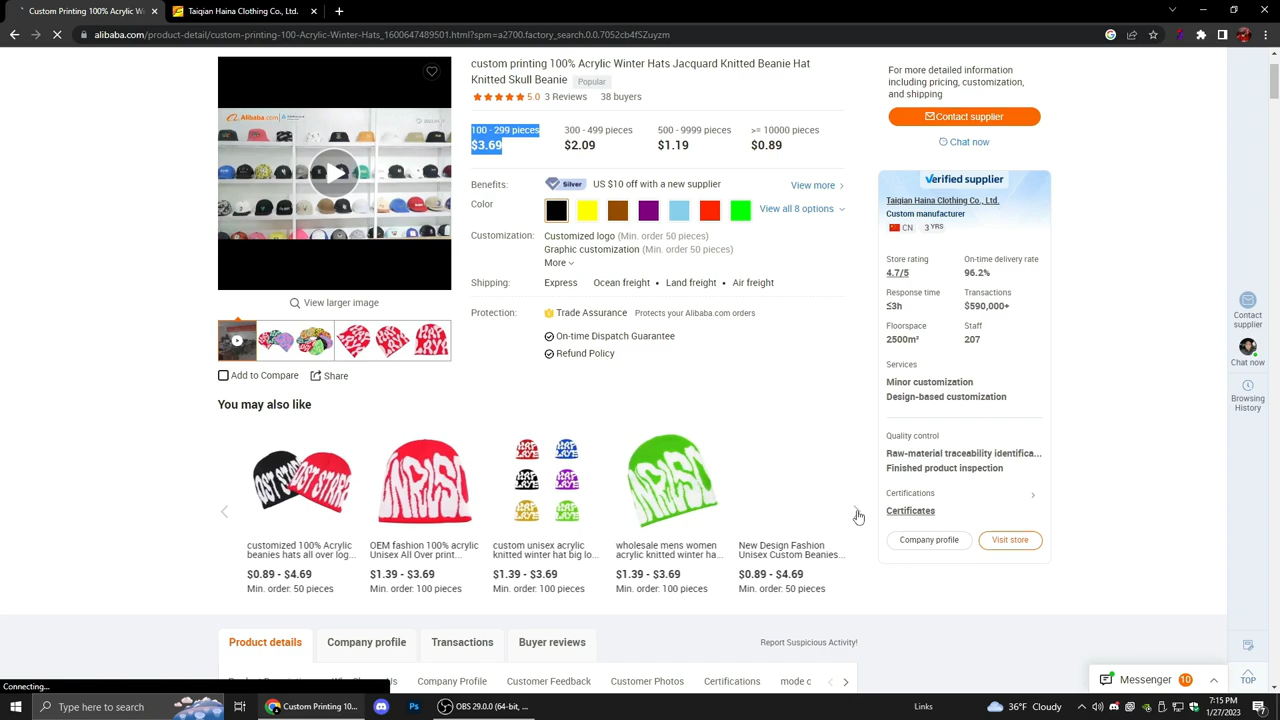 Custom Printing 100% Acrylic W
Taiqian Haina Clothing Co., Ltd.
alibaba.com/product-detail/custom-printing-100-Acrylic-Winter-Hats_1600647489501.html?spm=a2700.factory_search.0.0.7052cb4fSZuyzm
custom printing 100% Acrylic Winter Hats Jacquard Knitted Beanie Hat
Knitted Skull Beanie Popular
5.0 3 Reviews 38 buyers
100 - 299 pieces 300 - 499 pieces 500 - 9999 pieces >= 10000 pieces
$3.69 $2.09 $1.19 $0.89
Benefits: Silver US $10 off with a new supplier View more
Color View all 8 options
Customization: Customized logo (Min. order 50 pieces)
Graphic customization (Min. order 50 pieces)
More
Shipping: Express Ocean freight • Land freight • Air freight
Protection: Trade Assurance Protects your Alibaba.com orders
On-time Dispatch Guarantee
Refund Policy
Alibaba.com
View larger image
Add to Compare Share
You may also like
customized 100% Acrylic
beanies hats all over log...
$0.89 - $4.69
Min. order: 50 pieces
OEM fashion 100% acrylic
Unisex All Over print...
$1.39 - $3.69
Min. order: 100 pieces
custom unisex acrylic
knitted winter hat big lo...
$1.39 - $3.69
Min. order: 100 pieces
wholesale mens women
acrylic knitted winter ha...
$1.39 - $3.69
Min. order: 100 pieces
New Design Fashion
Unisex Custom Beanies...
$0.89 - $4.69
Min. order: 50 pieces
Product details Company profile Transactions Buyer reviews Report Suspicious Activity!
Company Profile Customer Feedback Customer Photos Certifications mode c
For more detailed information
including pricing, customization,
and shipping
Contact supplier
Chat now
Verified supplier
Taiqian Haina Clothing Co., Ltd.
Custom manufacturer
CN 3 YRS
Store rating On-time delivery rate
4.7/5 96.2%
Response time Transactions
≤3h $590,000+
Floorspace Staff
2500m² 207
Services
Minor customization
Design-based customization
Quality control
Raw-material traceability identifica...
Finished product inspection
Certifications
Certificates
Company profile Visit store
Contact
supplier
Chat now
Browsing
History
TOP
Messenger 10
Connecting...
Type here to search
Custom Printing 10...
Ps
OBS 29.0.0 (64-bit, ...
Links
36°F Cloudy
7:15 PM
1/27/2023